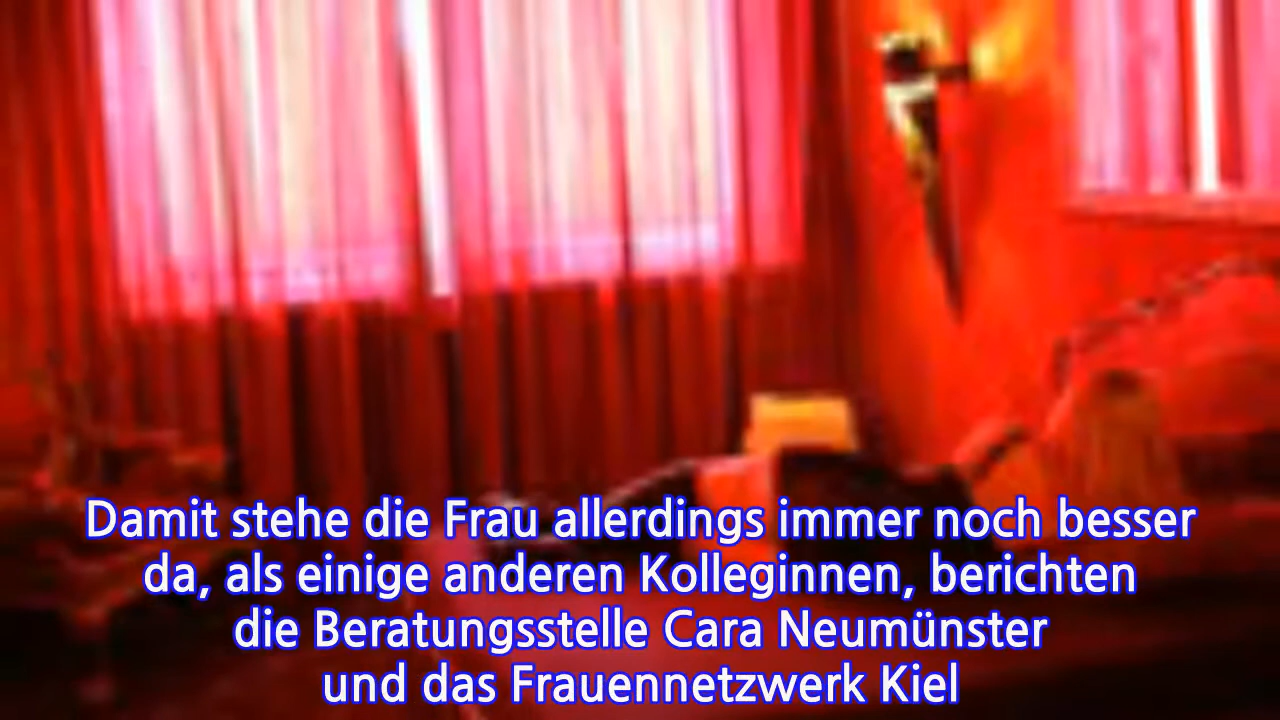 Damit stehe die Frau allerdings immer noch besser
da, als einige anderen Kolleginnen, berichten
die Beratungsstelle Cara Neumünster
und das Frauennetzwerk Kiel